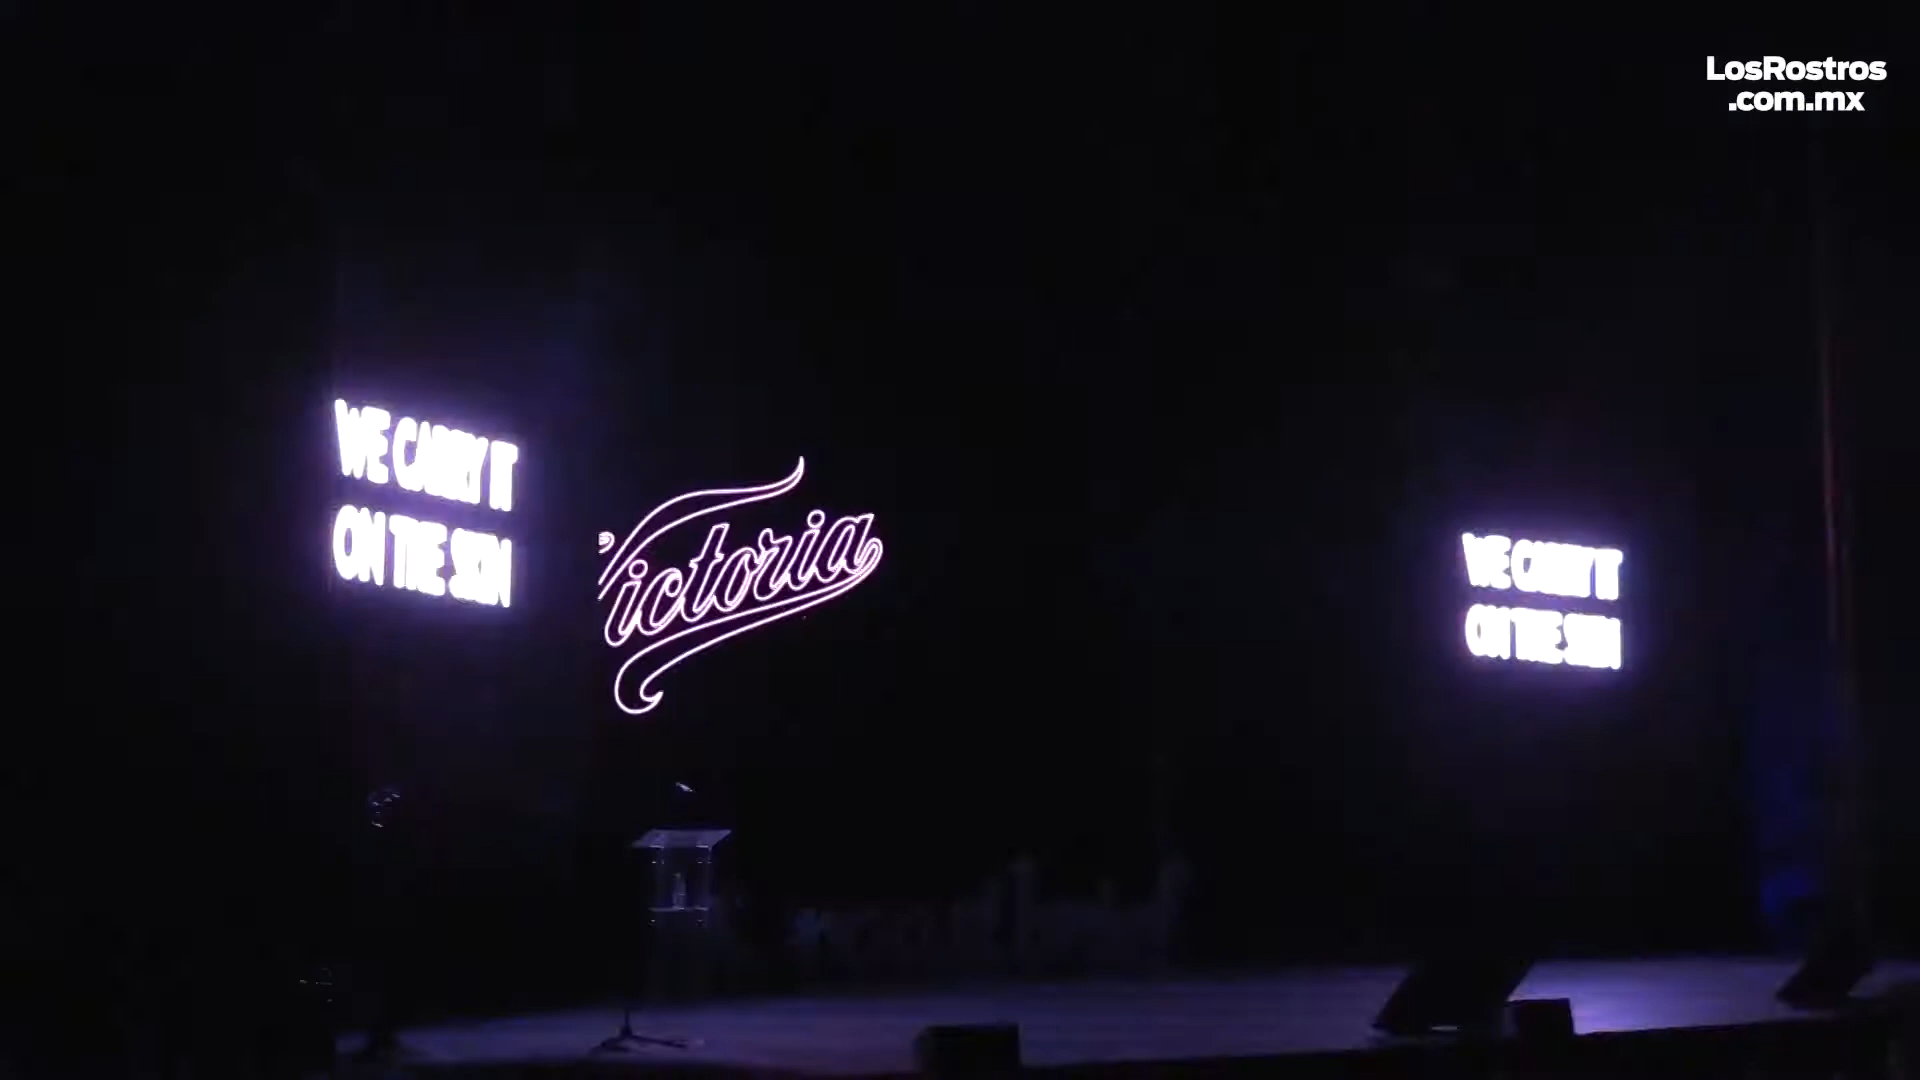 LosRostros
.com.mx
WE CARRY IT
ON THE SKIN
Victoria
WE CARRY IT
ON THE SKIN